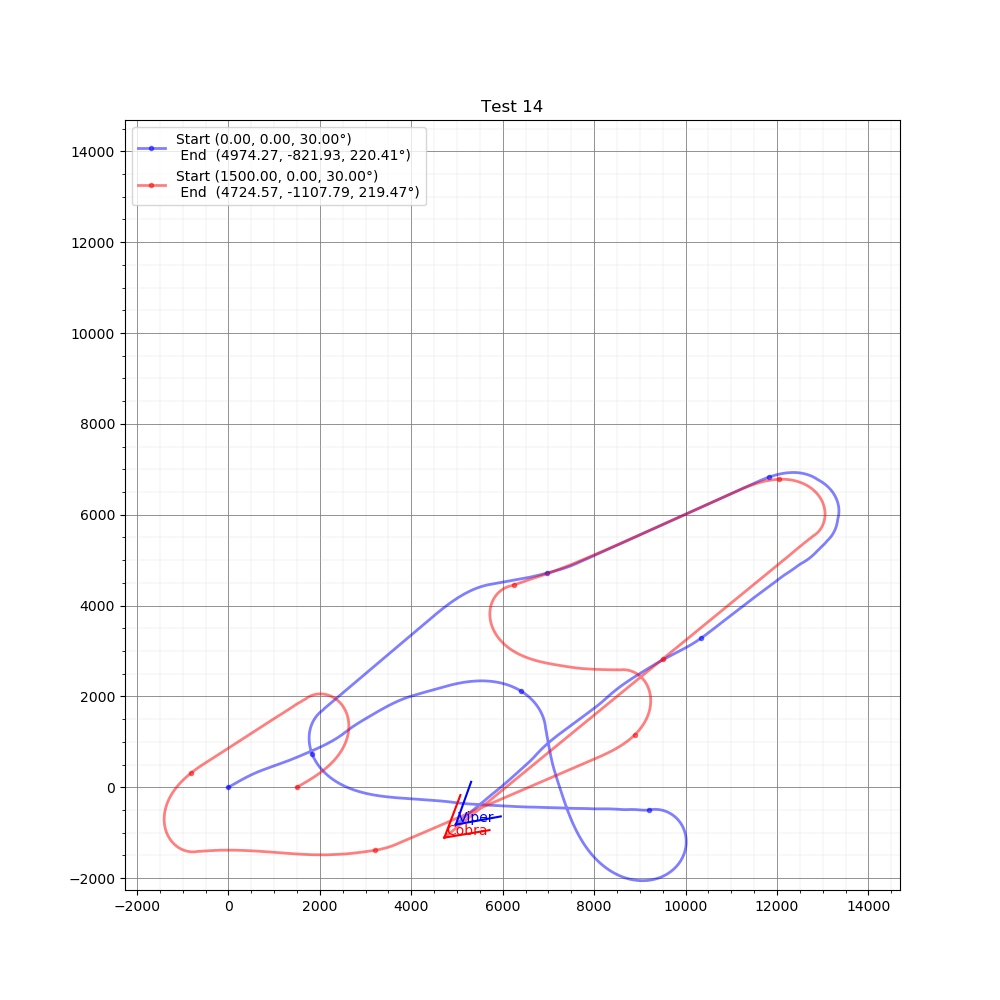 Test 14
Start (0.00, 0.00, 30.00°)
End  (4974.27, -821.93, 220.41°)
Start (1500.00, 0.00, 30.00°)
End  (4724.57, -1107.79, 219.47°)
14000
12000
10000
8000
6000
4000
2000
0
−2000
Viper
Cobra
−2000 0 2000 4000 6000 8000 10000 12000 14000